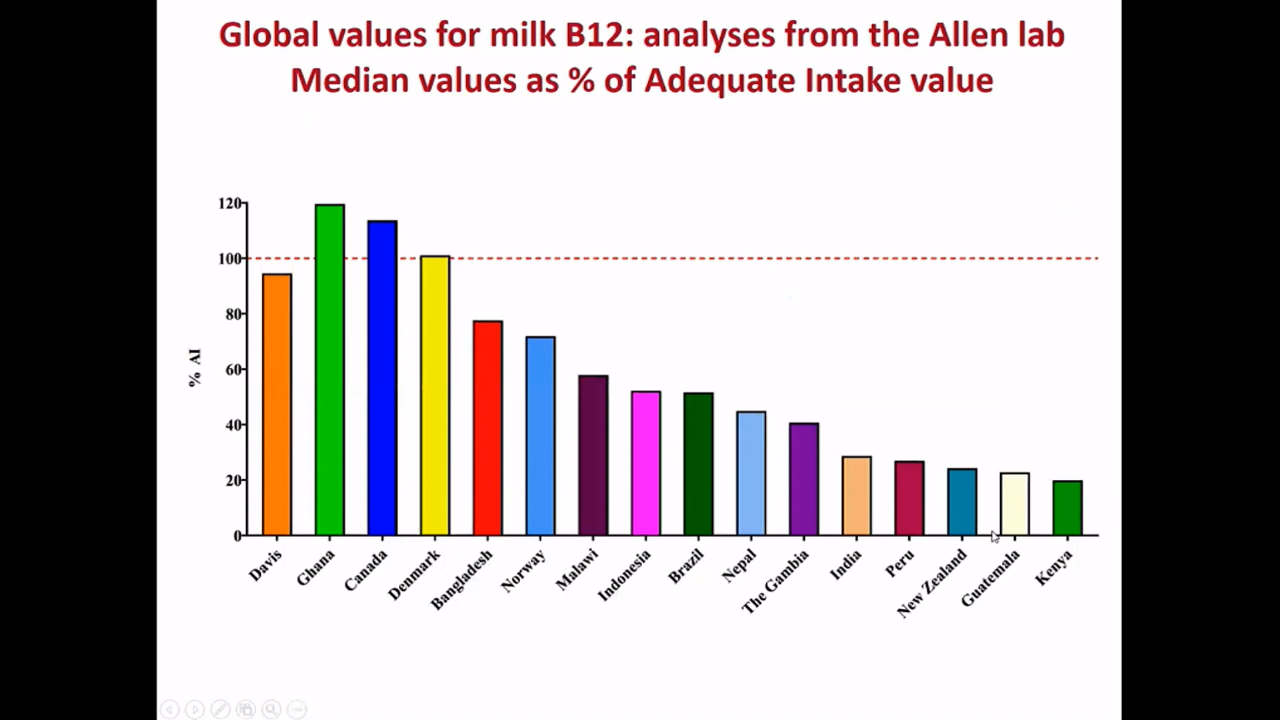 Global values for milk B12: analyses from the Allen lab
Median values as % of Adequate Intake value
% AI
120
100
80
60
40
20
0
Davis
Ghana
Canada
Denmark
Bangladesh
Norway
Malawi
Indonesia
Brazil
Nepal
The Gambia
India
Peru
New Zealand
Guatemala
Kenya